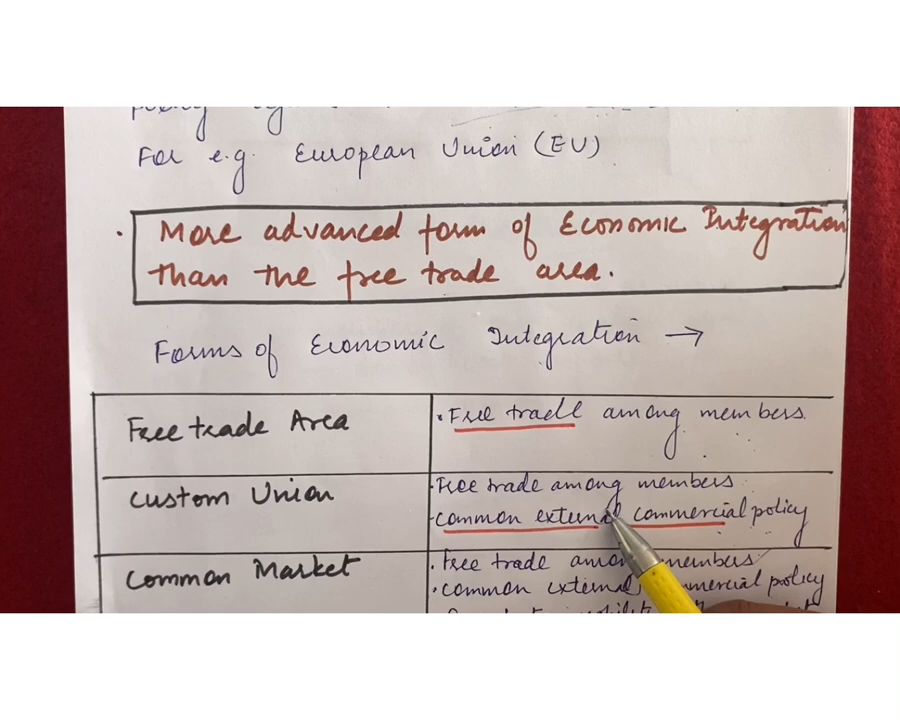 For e.g. European Union (EU)
. More advanced form of Economic Integration
than the free trade area.
Forms of Economic Integration →
Free trade Area
• Free trade among members.
Custom Union
• Free trade among members.
- common external commercial policy
Common Market
• Free trade among members
• common external commercial policy